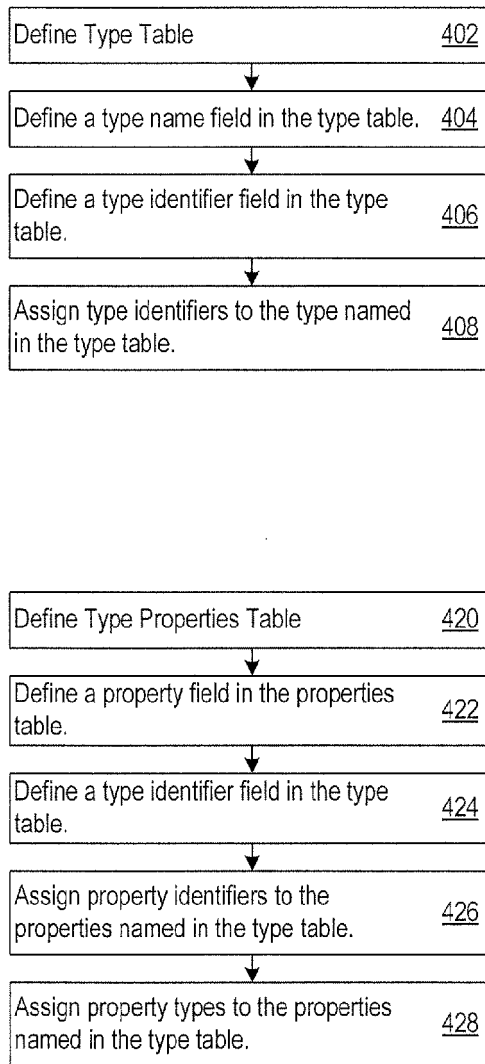 Define Type Table 402
Define a type name field in the type table. 404
Define a type identifier field in the type
table.
406
Assign type identifiers to the type named
in the type table.
408
Define Type Properties Table 420
Define a property field in the properties
table.
422
Define a type identifier field in the type
table.
424
Assign property identifiers to the
properties named in the type table.
426
Assign property types to the properties
named in the type table.
428